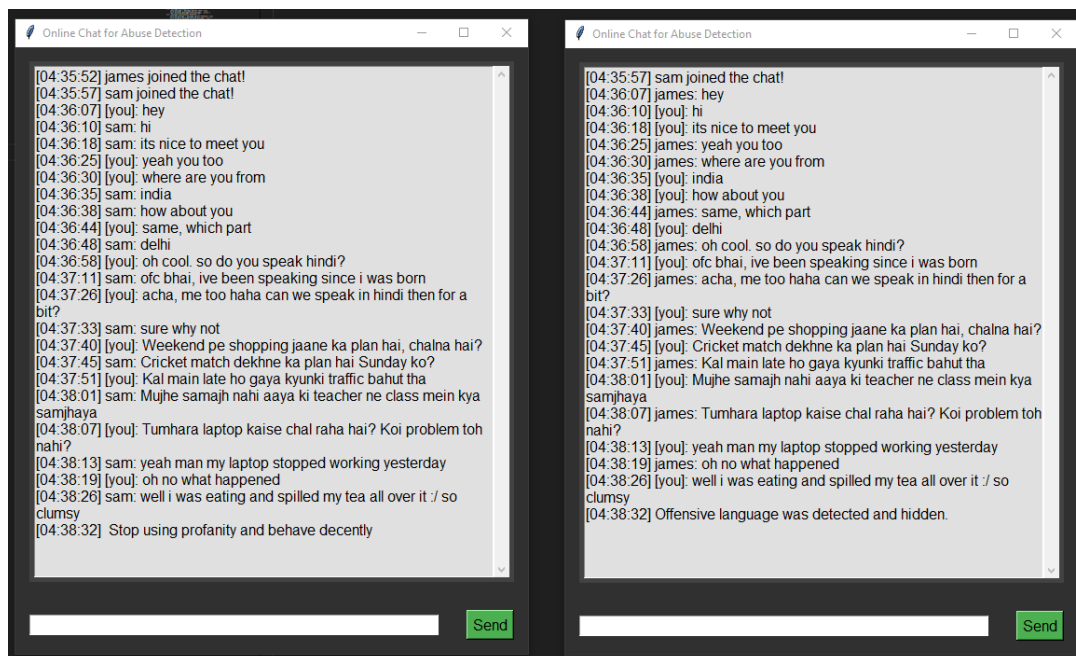 Online Chat for Abuse Detection
[04:35:52] james joined the chat!
[04:35:57] sam joined the chat!
[04:36:07] [you]: hey
[04:36:10] sam: hi
[04:36:18] sam: its nice to meet you
[04:36:25] [you]: yeah you too
[04:36:30] [you]: where are you from
[04:36:35] sam: india
[04:36:38] sam: how about you
[04:36:44] [you]: same, which part
[04:36:48] sam: delhi
[04:36:58] [you]: oh cool. so do you speak hindi?
[04:37:11] sam: ofc bhai, ive been speaking since i was born
[04:37:26] [you]: acha, me too haha can we speak in hindi then for a
bit?
[04:37:33] sam: sure why not
[04:37:40] [you]: Weekend pe shopping jaane ka plan hai, chalna hai?
[04:37:45] sam: Cricket match dekhne ka plan hai Sunday ko?
[04:37:51] [you]: Kal main late ho gaya kyunki traffic bahut tha
[04:38:01] sam: Mujhe samajh nahi aaya ki teacher ne class mein kya
samjhaya
[04:38:07] [you]: Tumhara laptop kaise chal raha hai? Koi problem toh
nahi?
[04:38:13] sam: yeah man my laptop stopped working yesterday
[04:38:19] [you]: oh no what happened
[04:38:26] sam: well i was eating and spilled my tea all over it :/ so
clumsy
[04:38:32]  Stop using profanity and behave decently
Send
Online Chat for Abuse Detection
[04:35:57] sam joined the chat!
[04:36:07] james: hey
[04:36:10] [you]: hi
[04:36:18] [you]: its nice to meet you
[04:36:25] james: yeah you too
[04:36:30] james: where are you from
[04:36:35] [you]: india
[04:36:38] [you]: how about you
[04:36:44] james: same, which part
[04:36:48] [you]: delhi
[04:36:58] james: oh cool. so do you speak hindi?
[04:37:11] [you]: ofc bhai, ive been speaking since i was born
[04:37:26] james: acha, me too haha can we speak in hindi then for a
bit?
[04:37:33] [you]: sure why not
[04:37:40] james: Weekend pe shopping jaane ka plan hai, chalna hai?
[04:37:45] [you]: Cricket match dekhne ka plan hai Sunday ko?
[04:37:51] james: Kal main late ho gaya kyunki traffic bahut tha
[04:38:01] [you]: Mujhe samajh nahi aaya ki teacher ne class mein kya
samjhaya
[04:38:07] james: Tumhara laptop kaise chal raha hai? Koi problem toh
nahi?
[04:38:13] [you]: yeah man my laptop stopped working yesterday
[04:38:19] james: oh no what happened
[04:38:26] [you]: well i was eating and spilled my tea all over it :/ so
clumsy
[04:38:32] Offensive language was detected and hidden.
Send